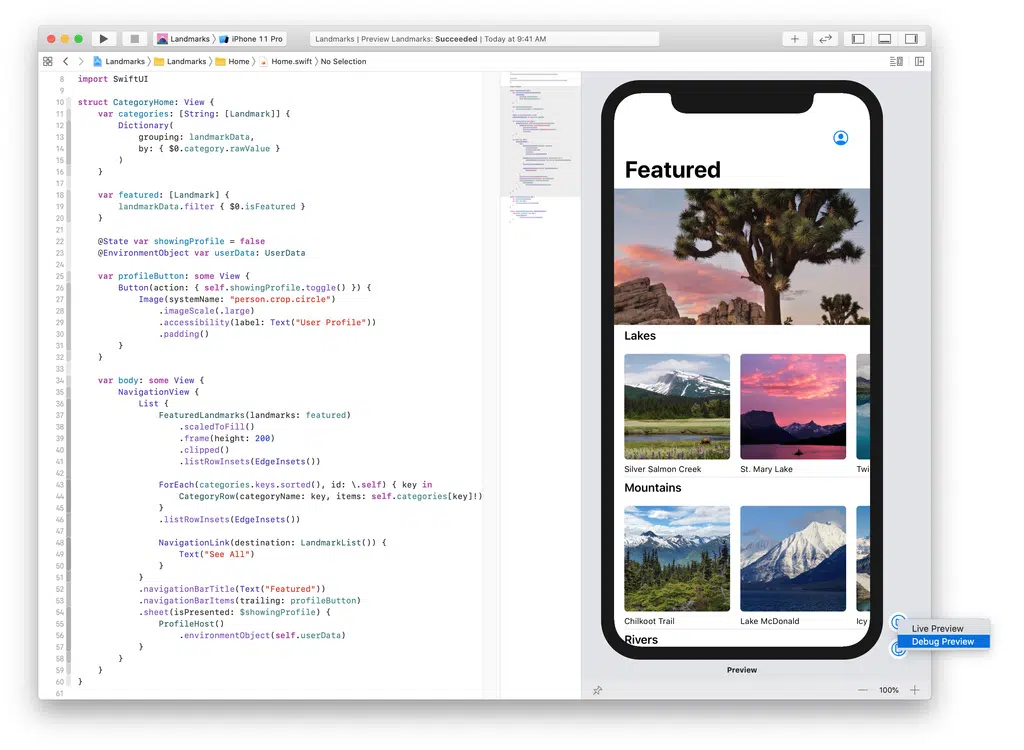 Landmarks
iPhone 11 Pro
Landmarks | Preview Landmarks: Succeeded | Today at 9:41 AM
Landmarks
Landmarks
Home
Home.swift
No Selection
8 import SwiftUI
9
10 struct CategoryHome: View {
11 var categories: [String: [Landmark]] {
12 Dictionary(
13 grouping: landmarkData,
14 by: { $0.category.rawValue }
15 )
16 }
17
18 var featured: [Landmark] {
19 landmarkData.filter { $0.isFeatured }
20 }
21
22 @State var showingProfile = false
23 @EnvironmentObject var userData: UserData
24
25 var profileButton: some View {
26 Button(action: { self.showingProfile.toggle() }) {
27 Image(systemName: "person.crop.circle")
28 .imageScale(.large)
29 .accessibility(label: Text("User Profile"))
30 .padding()
31 }
32 }
33
34 var body: some View {
35 NavigationView {
36 List {
37 FeaturedLandmarks(landmarks: featured)
38 .scaledToFill()
39 .frame(height: 200)
40 .clipped()
41 .listRowInsets(EdgeInsets())
42
43 ForEach(categories.keys.sorted(), id: \.self) { key in
44 CategoryRow(categoryName: key, items: self.categories[key]!)
45 }
46 .listRowInsets(EdgeInsets())
47
48 NavigationLink(destination: LandmarkList()) {
49 Text("See All")
50 }
51 }
52 .navigationBarTitle(Text("Featured"))
53 .navigationBarItems(trailing: profileButton)
54 .sheet(isPresented: $showingProfile) {
55 ProfileHost()
56 .environmentObject(self.userData)
57 }
58 }
59 }
60 }
61
Featured
Lakes
Silver Salmon Creek
St. Mary Lake
Twi
Mountains
Chilkoot Trail
Lake McDonald
Icy
Rivers
Live Preview
Debug Preview
Preview
100%